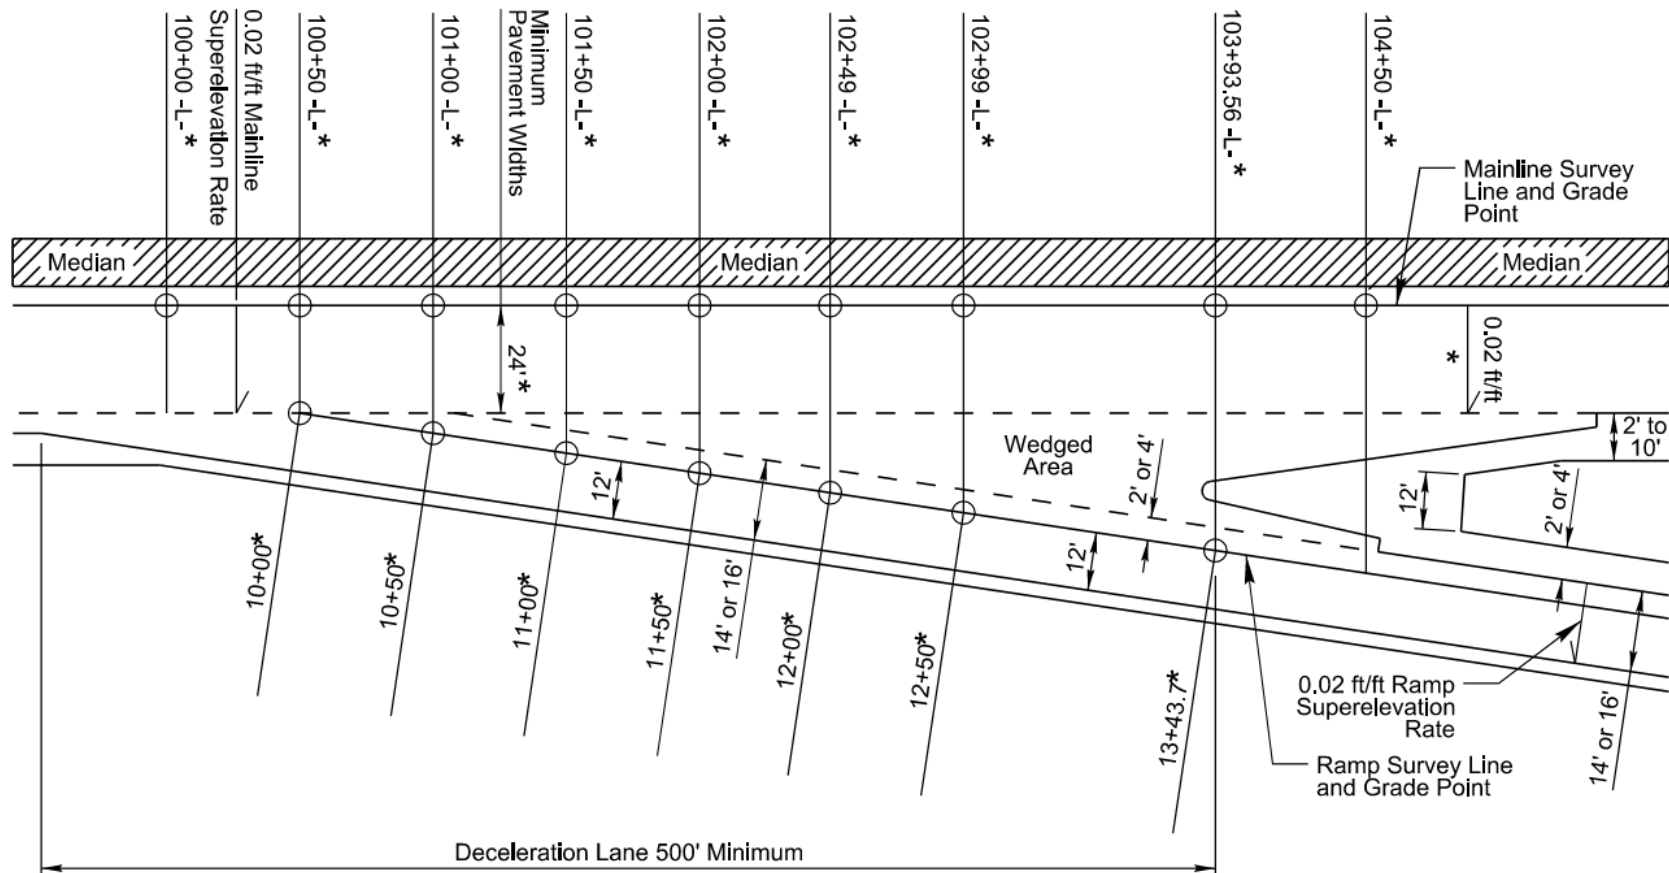 100+00 -L-*
0.02 ft/ft Mainline
Superelevation Rate
100+50 -L-*
101+00 -L-*
Minimum
Pavement Widths
101+50 -L-*
102+00 -L-*
102+49 -L-*
102+99 -L-*
103+93.56 -L-*
104+50 -L-*
Mainline Survey
Line and Grade
Point
Median
Median
Median
24'*
*
0.02 ft/ft
2' to
10'
Wedged
Area
2' or 4'
12'
2' or 4'
12'
12'
14' or 16'
10+00*
10+50*
11+00*
11+50*
12+00*
12+50*
13+43.7*
0.02 ft/ft Ramp
Superelevation
Rate
14' or 16'
Ramp Survey Line
and Grade Point
Deceleration Lane 500' Minimum